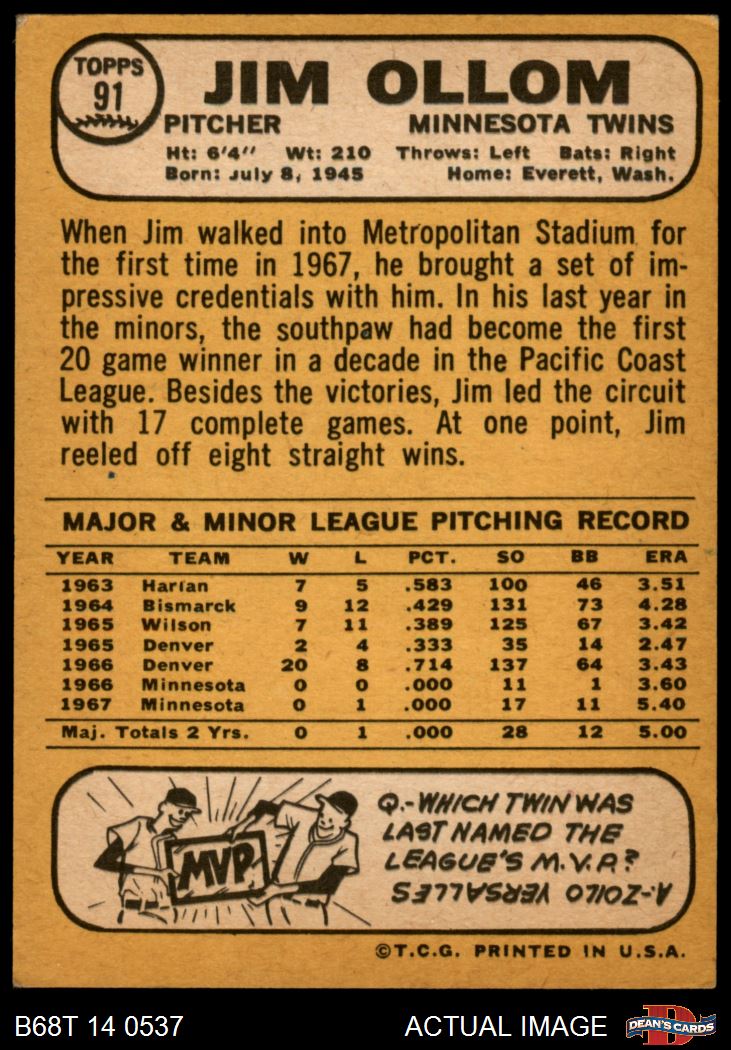 TOPPS
91
JIM OLLOM
PITCHER MINNESOTA TWINS
Ht: 6'4" Wt: 210 Throws: Left Bats: Right
Born: July 8, 1945 Home: Everett, Wash.
When Jim walked into Metropolitan Stadium for
the first time in 1967, he brought a set of im-
pressive credentials with him. In his last year in
the minors, the southpaw had become the first
20 game winner in a decade in the Pacific Coast
League. Besides the victories, Jim led the circuit
with 17 complete games. At one point, Jim
reeled off eight straight wins.
MAJOR & MINOR LEAGUE PITCHING RECORD
YEAR TEAM W L PCT. SO BB ERA
1963 Harlan 7 5 .583 100 46 3.51
1964 Bismarck 9 12 .429 131 73 4.28
1965 Wilson 7 11 .389 125 67 3.42
1965 Denver 2 4 .333 35 14 2.47
1966 Denver 20 8 .714 137 64 3.43
1966 Minnesota 0 0 .000 11 1 3.60
1967 Minnesota 0 1 .000 17 11 5.40
Maj. Totals 2 Yrs. 0 1 .000 28 12 5.00
MVP
Q.-WHICH TWIN WAS
LAST NAMED THE
LEAGUE'S M.V.P.?
A-ZOILO VERSALLES
©T.C.G. PRINTED IN U.S.A.
B68T 14 0537 ACTUAL IMAGE D DEAN'S CARDS